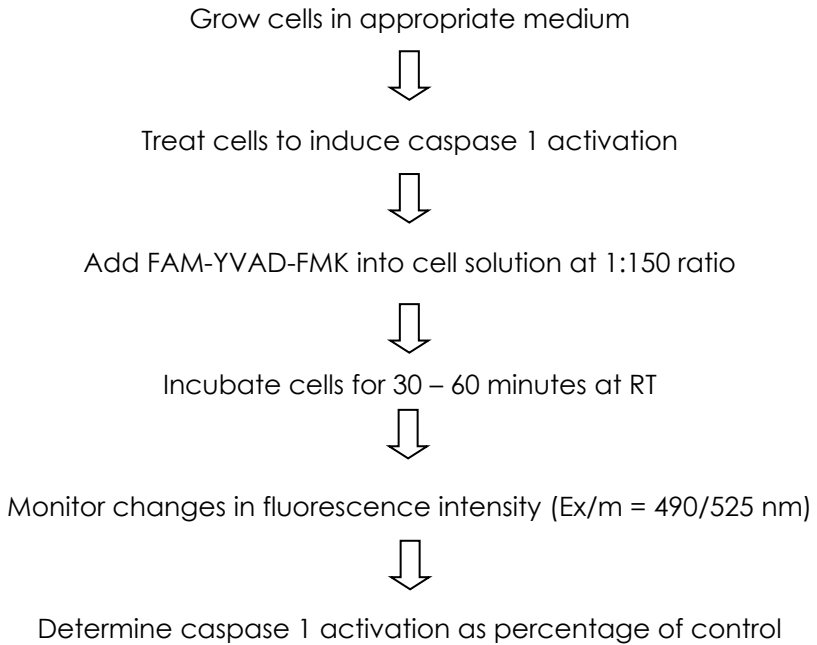 Grow cells in appropriate medium
Treat cells to induce caspase 1 activation
Add FAM-YVAD-FMK into cell solution at 1:150 ratio
Incubate cells for 30 – 60 minutes at RT
Monitor changes in fluorescence intensity (Ex/m = 490/525 nm)
Determine caspase 1 activation as percentage of control